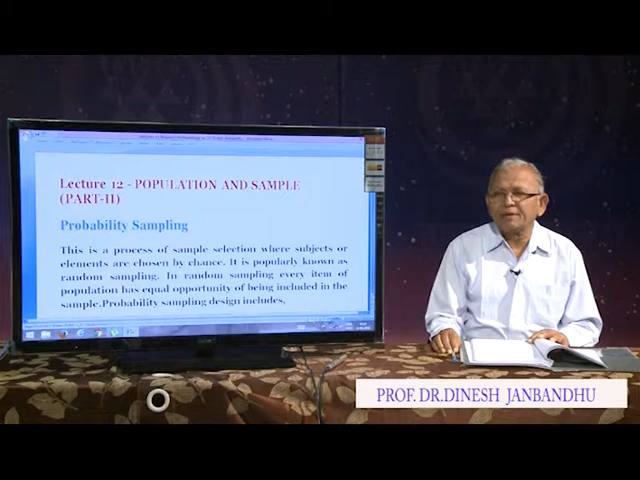 Lecture 12 - POPULATION AND SAMPLE
(PART-II)
Probability Sampling
This is a process of sample selection where subjects or
elements are chosen by chance. It is popularly known as
random sampling. In random sampling every item of
population has equal opportunity of being included in the
sample.Probability sampling design includes,
PROF. DR.DINESH JANBANDHU